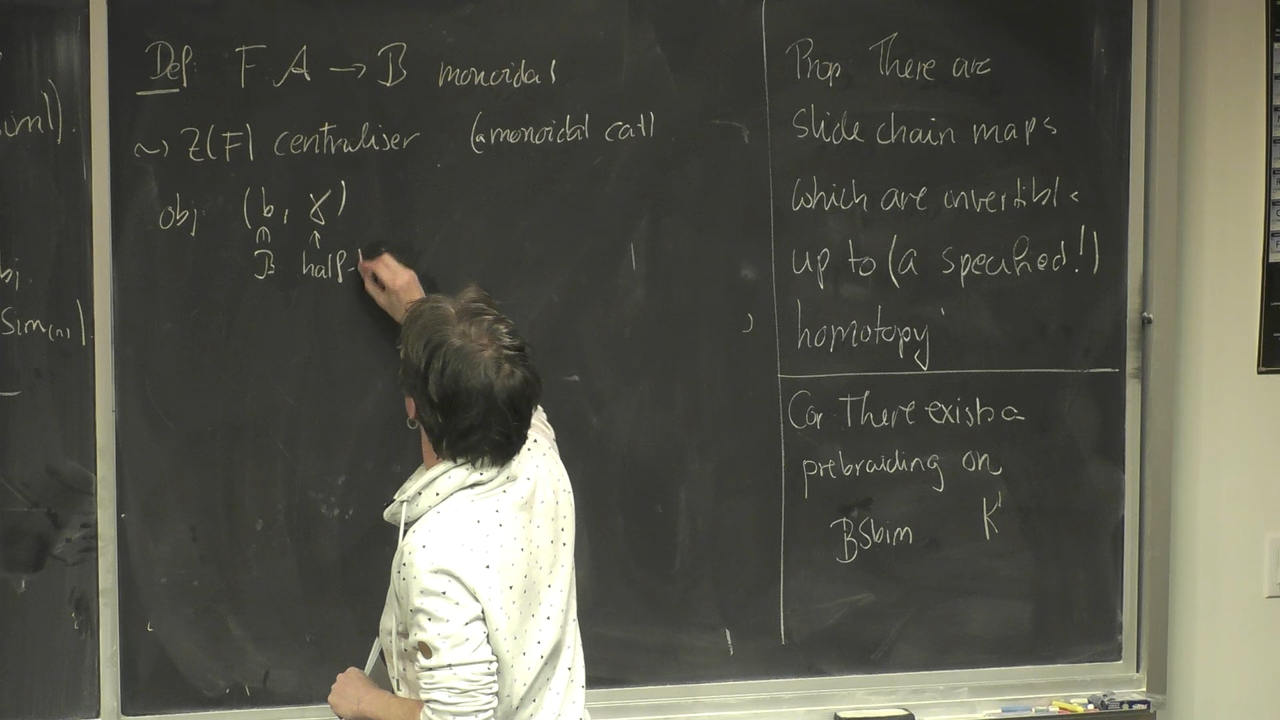 Def: F A → B monoidal
~> Z(F) centraliser (a monoidal cat)
obj (b, γ)
B half-
Prop There are
slide chain maps
which are invertible
up to (a specified!)
homotopy
Cor There exists a
prebraiding on
BSbim K'